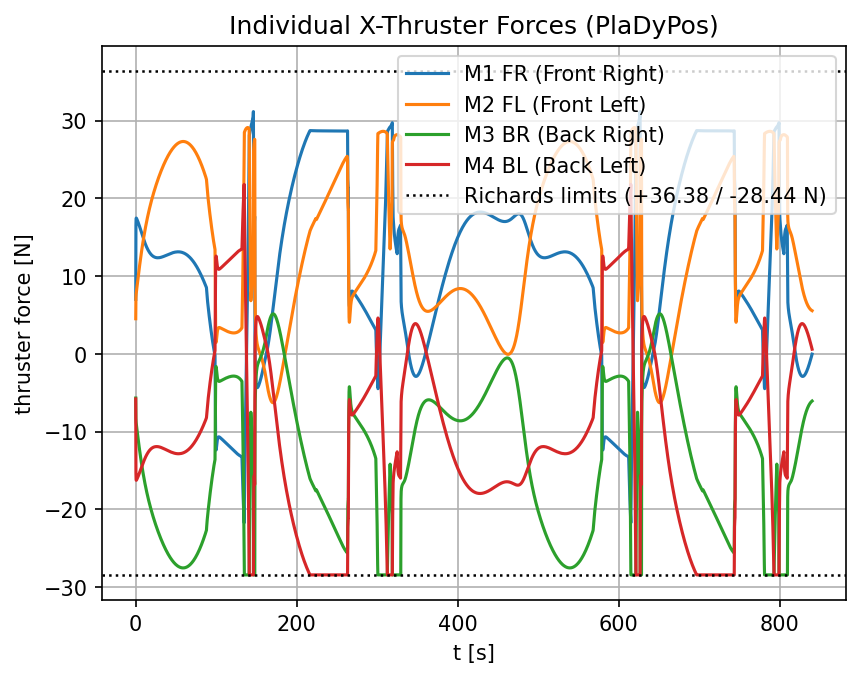 Individual X-Thruster Forces (PlaDyPos)
M1 FR (Front Right)
M2 FL (Front Left)
M3 BR (Back Right)
M4 BL (Back Left)
Richards limits (+36.38 / -28.44 N)
thruster force [N]
30
20
10
0
−10
−20
−30
0 200 400 600 800
t [s]